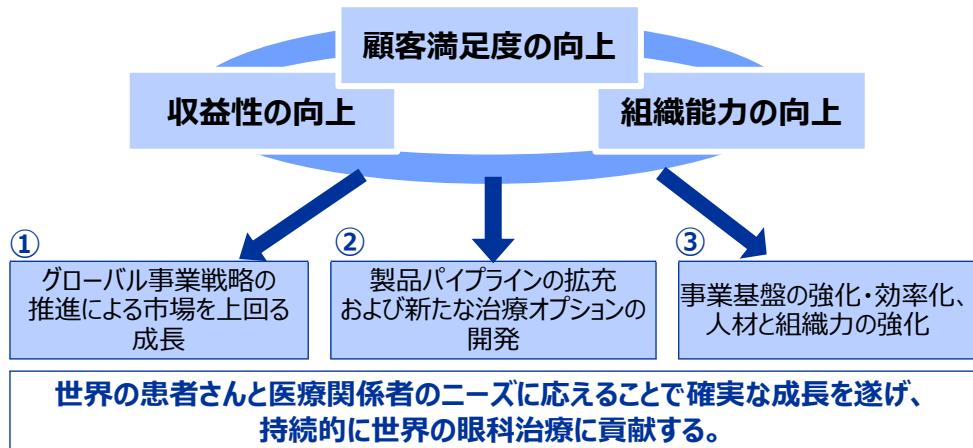 顧客満足度の向上
収益性の向上
組織能力の向上
①
グローバル事業戦略の
推進による市場を上回る
成長
②
製品パイプラインの拡充
および新たな治療オプションの
開発
③
事業基盤の強化・効率化、
人材と組織力の強化
世界の患者さんと医療関係者のニーズに応えることで確実な成長を遂げ、
持続的に世界の眼科治療に貢献する。